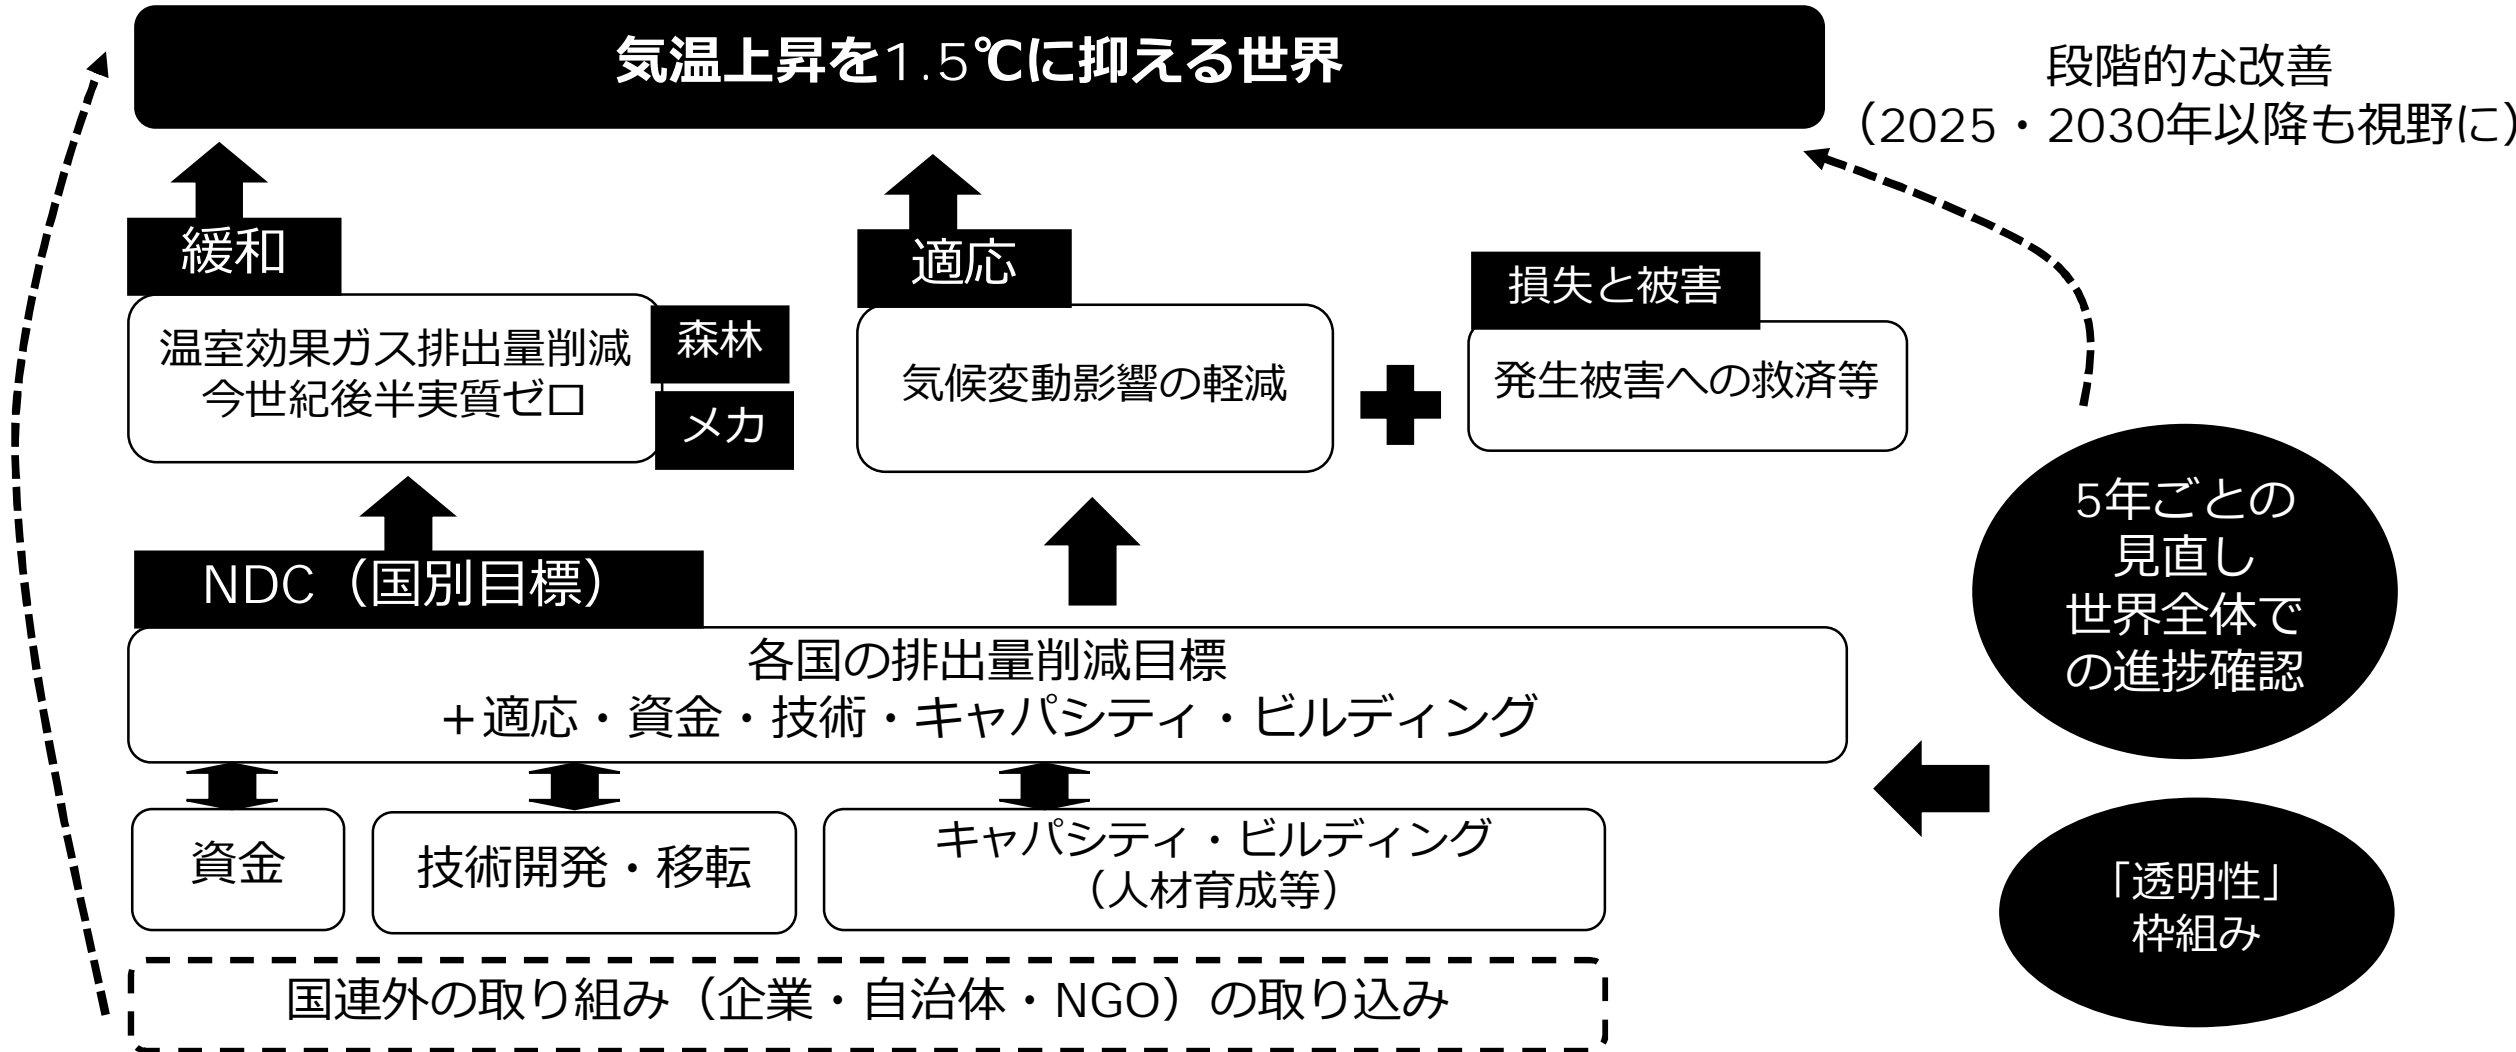 気温上昇を1.5℃に抑える世界
段階的な改善
（2025・2030年以降も視野に）
緩和
適応
損失と被害
温室効果ガス排出量削減
今世紀後半実質ゼロ
森林
メカ
気候変動影響の軽減
発生被害への救済等
5年ごとの
見直し
世界全体で
の進捗確認
NDC（国別目標）
各国の排出量削減目標
+適応・資金・技術・キャパシティ・ビルディング
資金
技術開発・移転
キャパシティ・ビルディング
（人材育成等）
「透明性」
枠組み
国連外の取り組み（企業・自治体・NGO）の取り込み